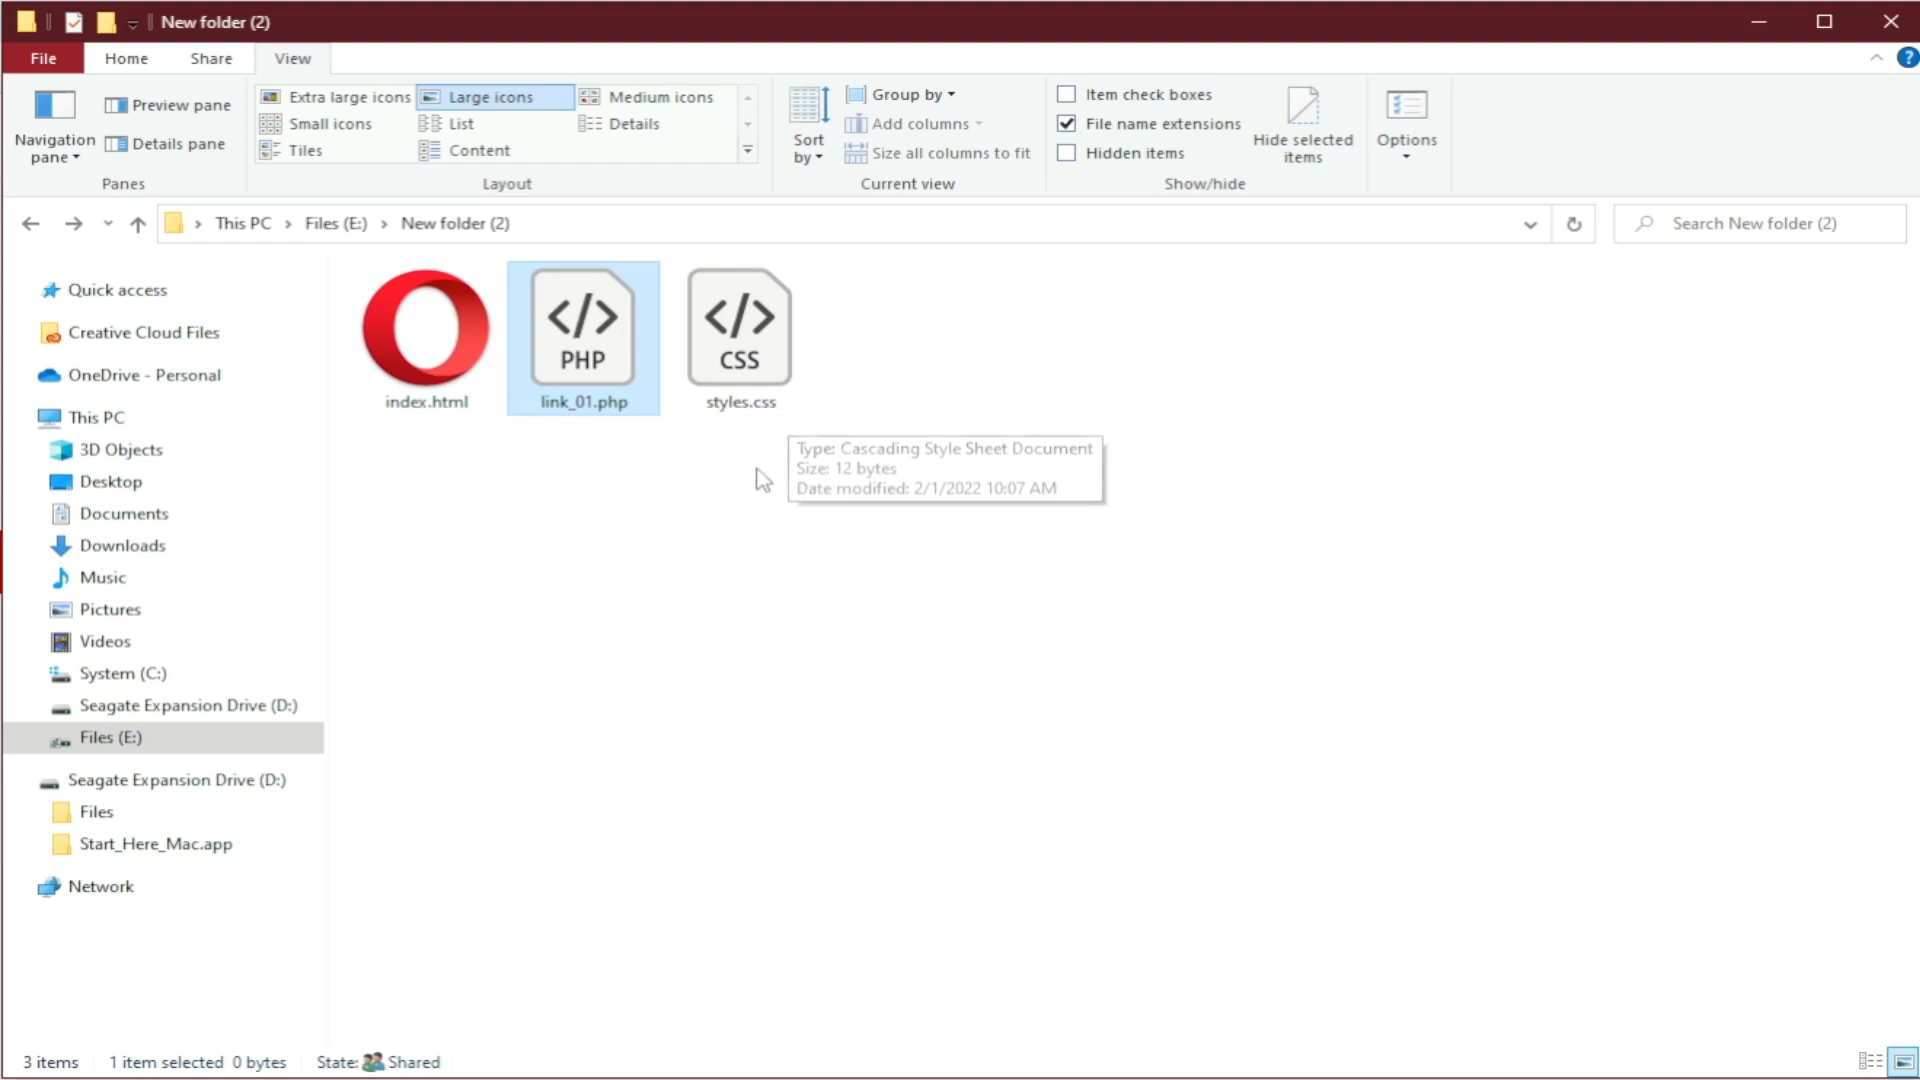 New folder (2)
File Home Share View ?
Extra large icons Large icons Medium icons
Small icons List Details
Tiles Content
Layout
Navigation pane
Preview pane
Details pane
Panes
Sort by
Group by
Add columns
Size all columns to fit
Current view
Item check boxes
File name extensions
Hidden items
Show/hide
Hide selected items
Options
This PC › Files (E:) › New folder (2)
Search New folder (2)
Quick access
Creative Cloud Files
OneDrive - Personal
This PC
3D Objects
Desktop
Documents
Downloads
Music
Pictures
Videos
System (C:)
Seagate Expansion Drive (D:)
Files (E:)
Seagate Expansion Drive (D:)
Files
Start_Here_Mac.app
Network
</> PHP
</> CSS
index.html link_01.php styles.css
Type: Cascading Style Sheet Document
Size: 12 bytes
Date modified: 2/1/2022 10:07 AM
3 items 1 item selected 0 bytes State: Shared